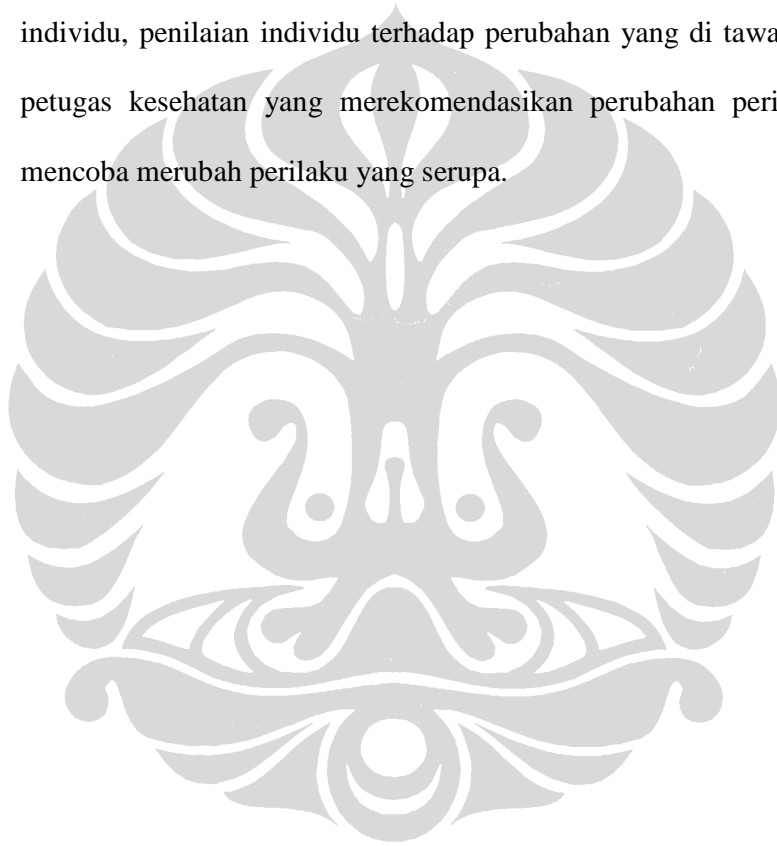 individu, penilaian individu terhadap perubahan yang di tawa
petugas kesehatan yang merekomendasikan perubahan peri
mencoba merubah perilaku yang serupa.